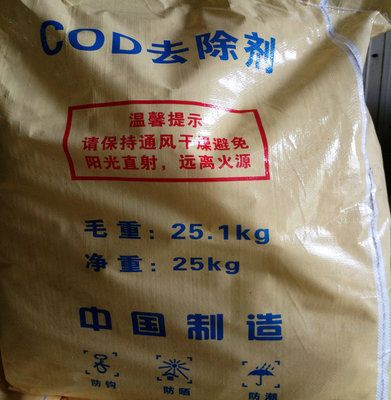 COD去除剂
温馨提示
请保持通风干燥避免
阳光直射，远离火源
毛重：25.1kg
净重：25kg
中国制造
防钩 防晒 防潮